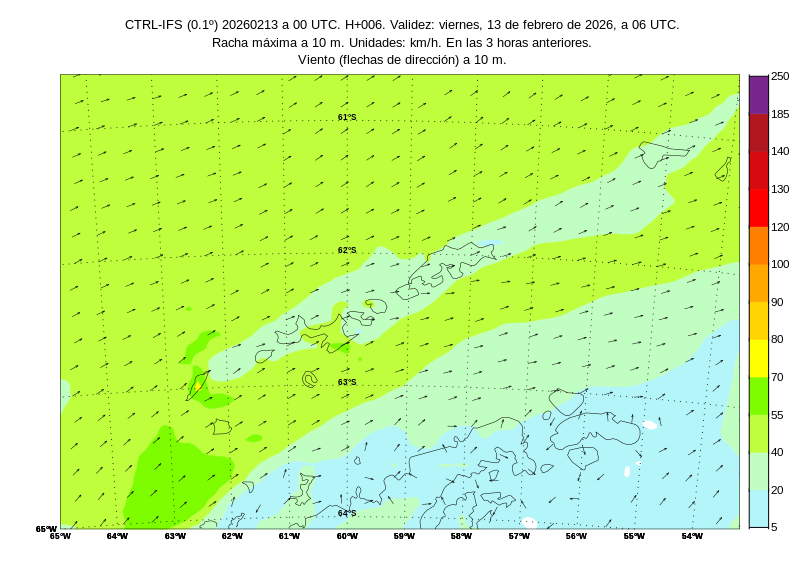 CTRL-IFS (0.1º) 20260213 a 00 UTC. H+006. Validez: viernes, 13 de febrero de 2026, a 06 UTC.
Racha máxima a 10 m. Unidades: km/h. En las 3 horas anteriores.
Viento (flechas de dirección) a 10 m.
61°S
62°S
63°S
64°S
65°W
65°W
64°W
63°W
62°W
61°W
60°W
59°W
58°W
57°W
56°W
55°W
54°W
250
185
140
130
120
100
90
80
70
55
40
20
5